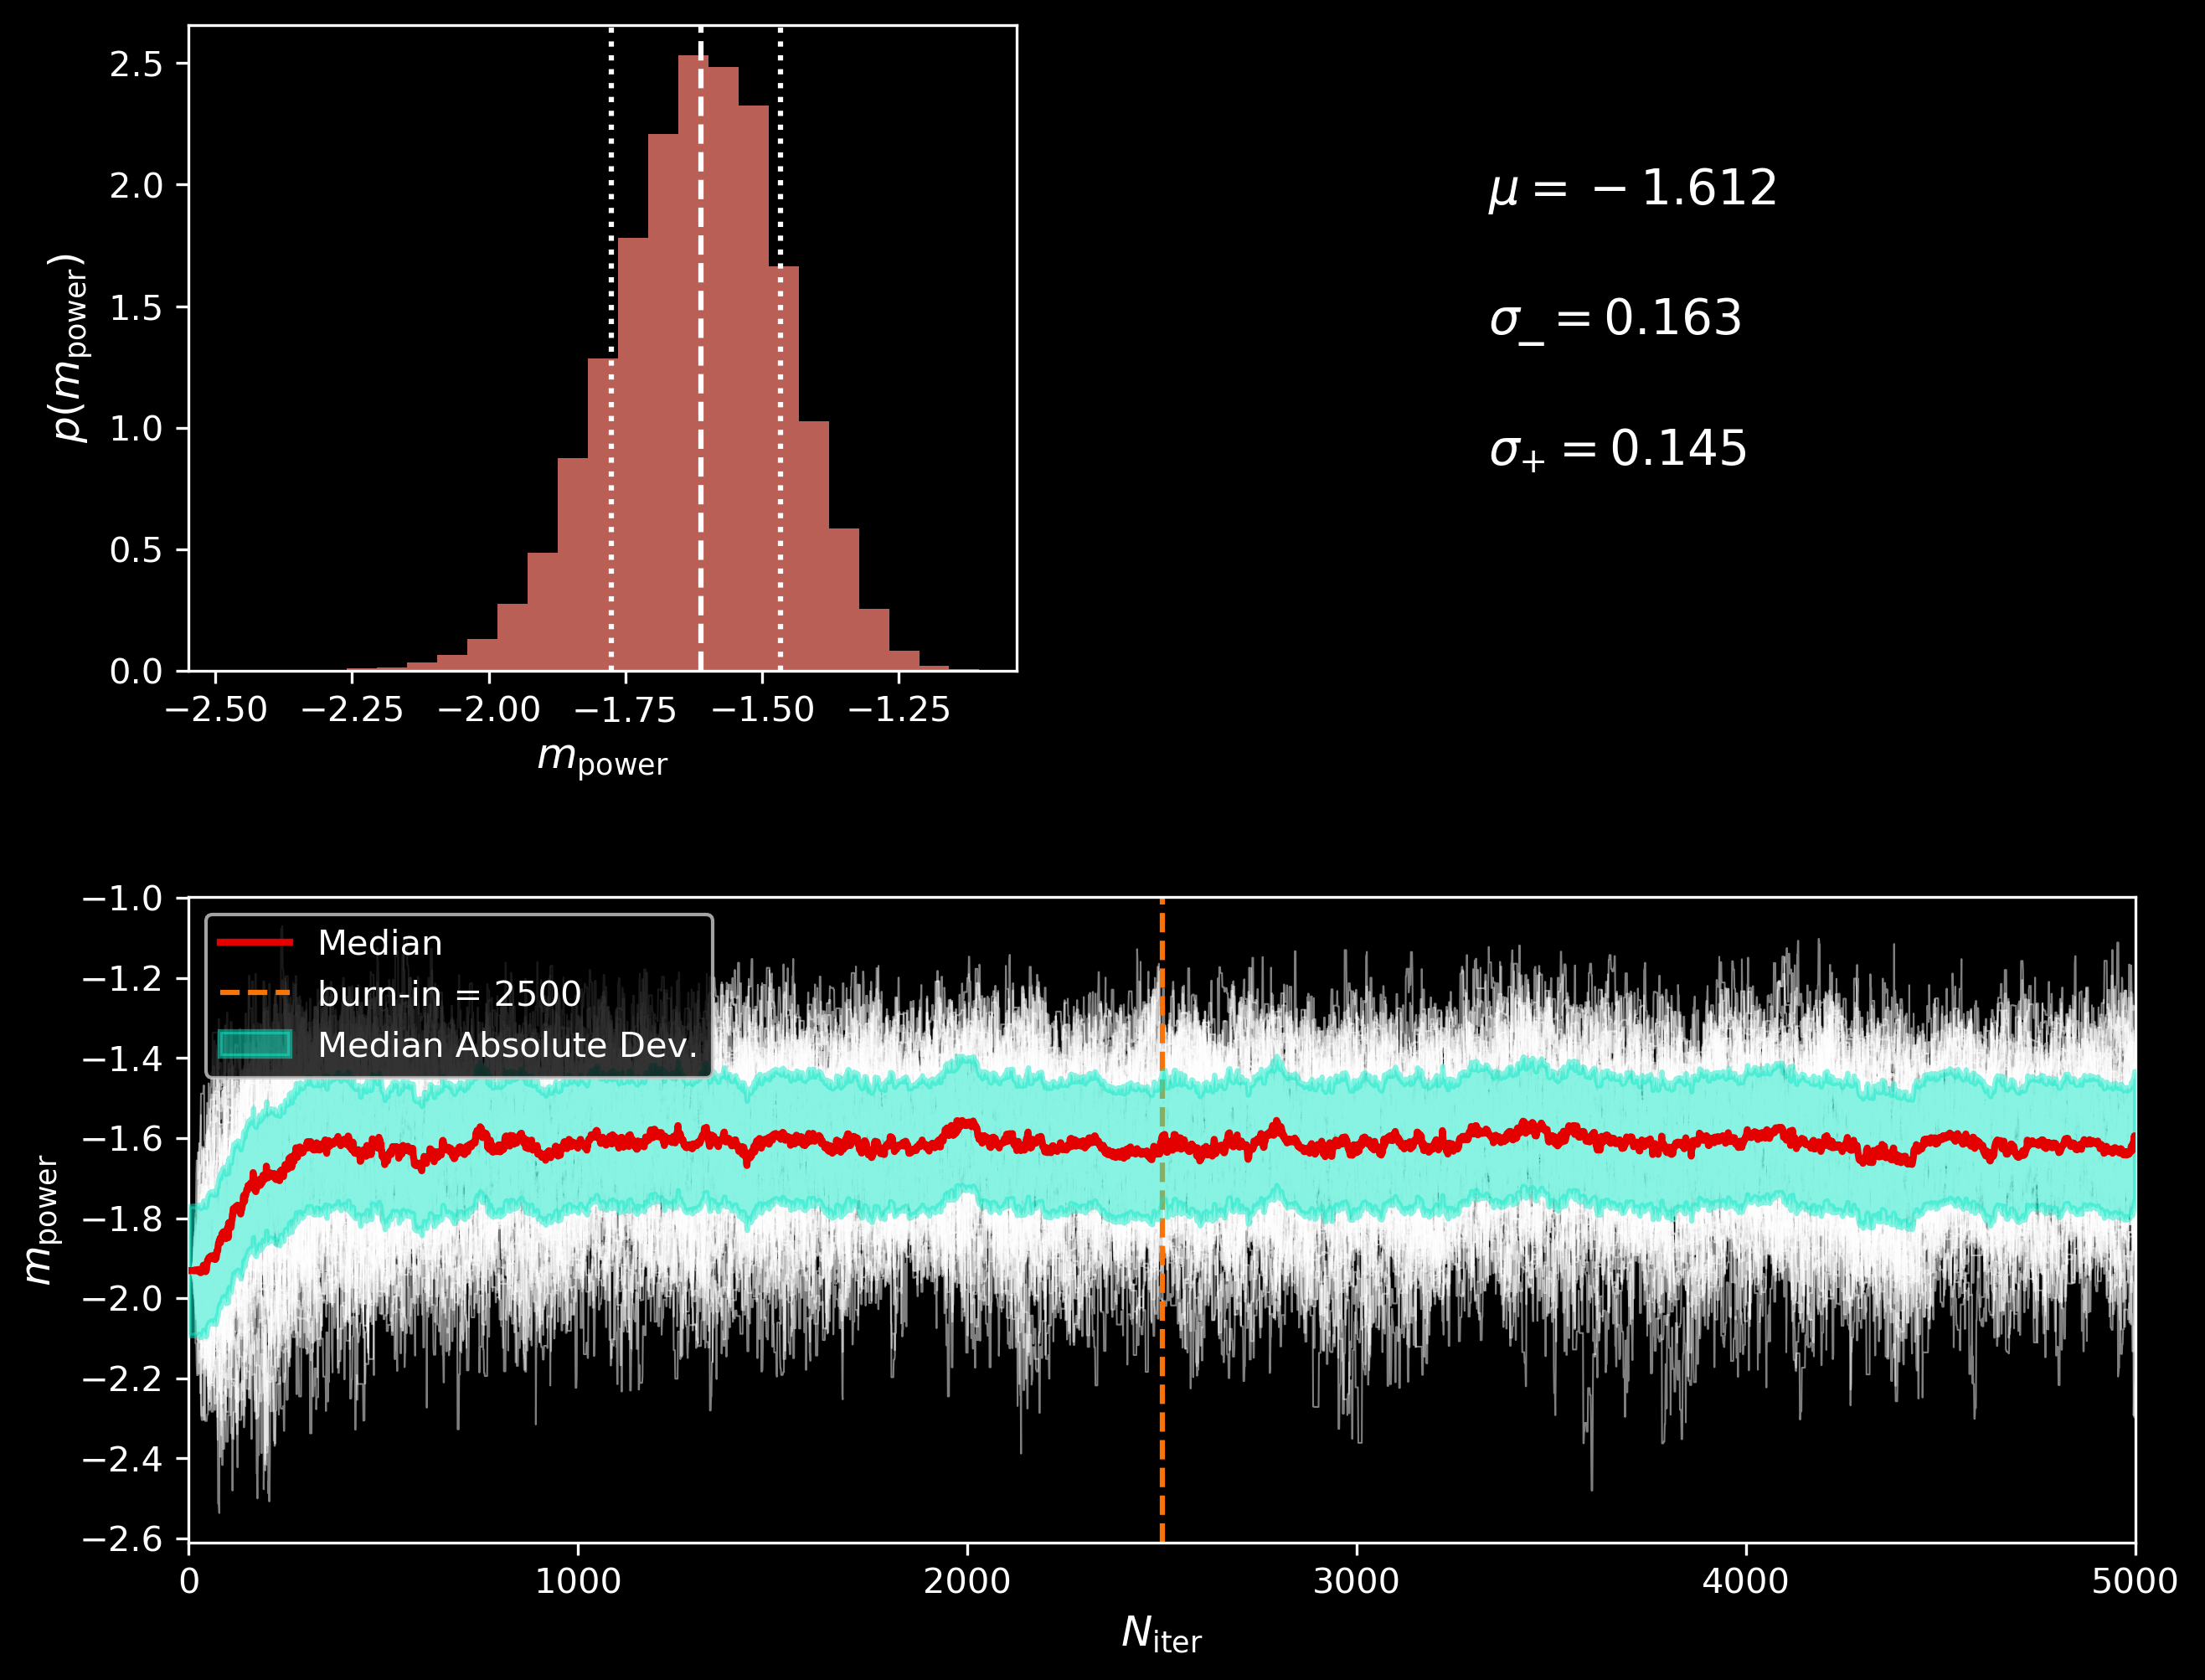 2.5
2.0
1.5
1.0
0.5
0.0
p(m_power)
−2.50 −2.25 −2.00 −1.75 −1.50 −1.25
m_power
μ = −1.612
σ_− = 0.163
σ_+ = 0.145
−1.0
−1.2
−1.4
−1.6
−1.8
−2.0
−2.2
−2.4
−2.6
m_power
Median
burn-in = 2500
Median Absolute Dev.
0 1000 2000 3000 4000 5000
N_iter